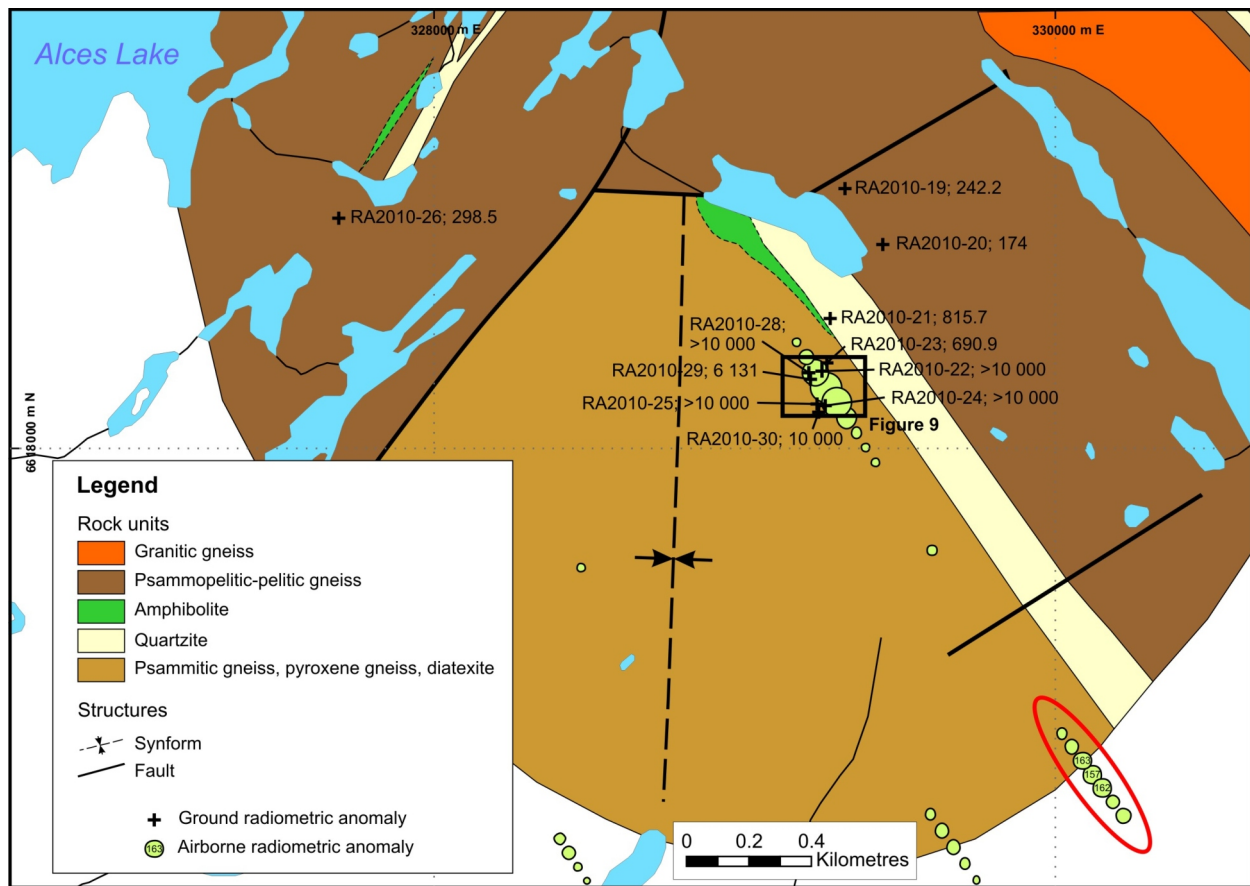 328000 m E
330000 m E
Alces Lake
RA2010-19; 242.2
RA2010-26; 298.5
RA2010-20; 174
RA2010-21; 815.7
RA2010-28;
>10 000
RA2010-23; 690.9
RA2010-29; 6 131
RA2010-22; >10 000
RA2010-25; >10 000
RA2010-24; >10 000
Figure 9
RA2010-30; 10 000
Legend
Rock units
Granitic gneiss
Psammopelitic-pelitic gneiss
Amphibolite
Quartzite
Psammitic gneiss, pyroxene gneiss, diatexite
Structures
Synform
Fault
Ground radiometric anomaly
163
Airborne radiometric anomaly
0 0.2 0.4
Kilometres
163
157
162